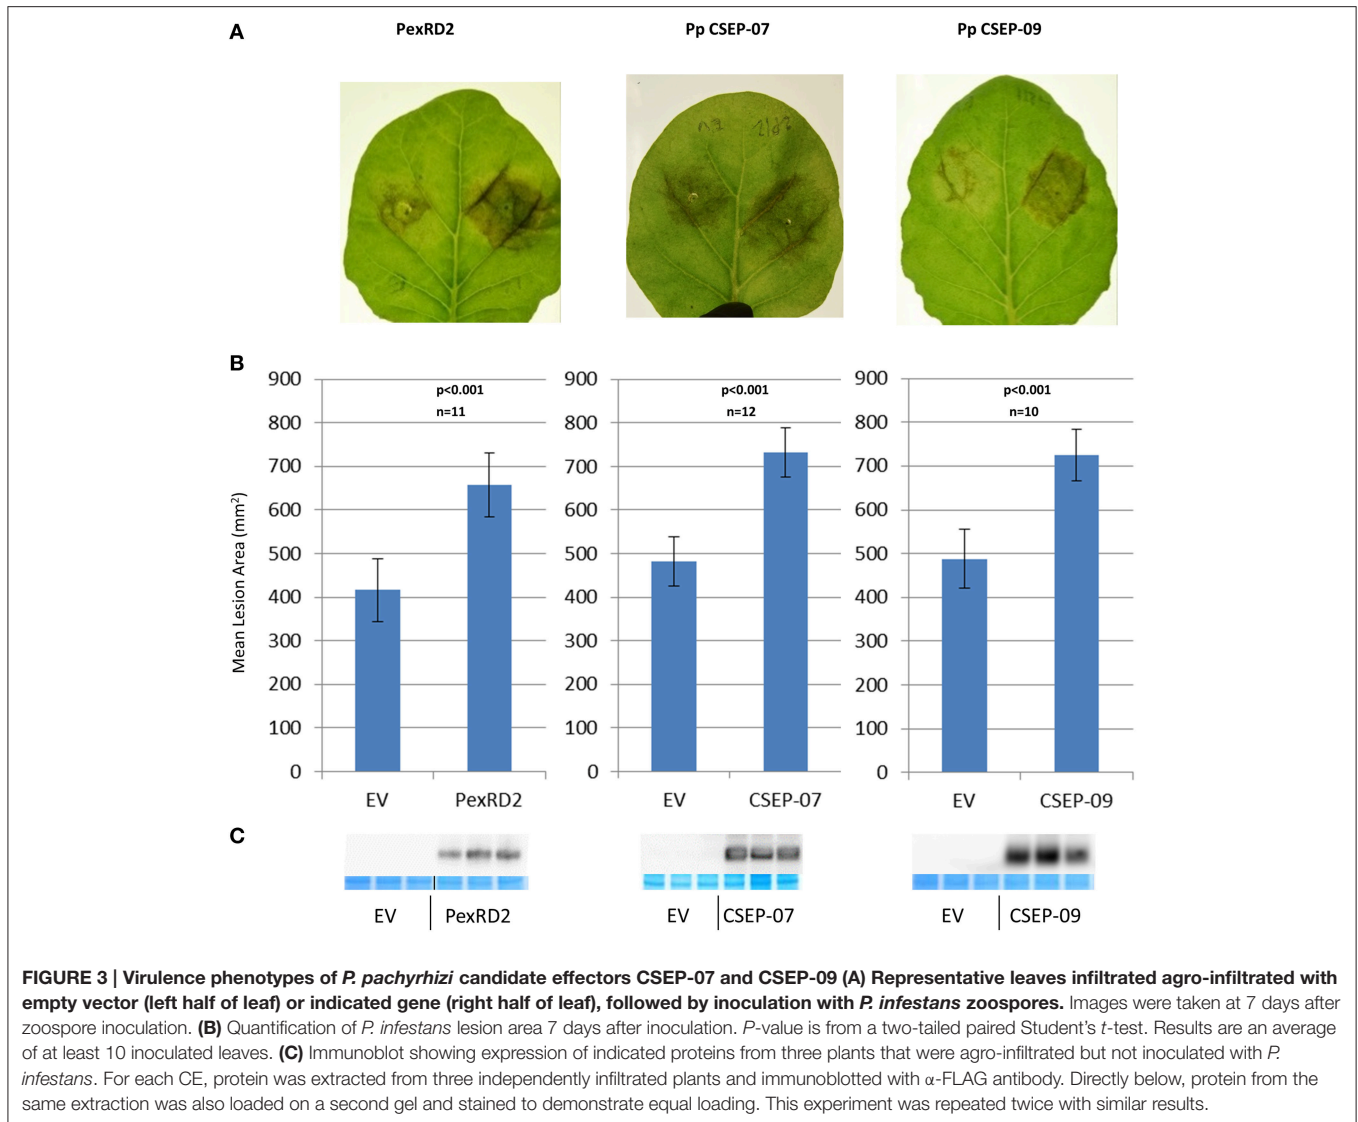 A
PexRD2
Pp CSEP-07
Pp CSEP-09
B
Mean Lesion Area (mm²)
900
800
700
600
500
400
300
200
100
0
p<0.001
n=11
EV
PexRD2
900
800
700
600
500
400
300
200
100
0
p<0.001
n=12
EV
CSEP-07
900
800
700
600
500
400
300
200
100
0
p<0.001
n=10
EV
CSEP-09
C
EV
PexRD2
EV
CSEP-07
EV
CSEP-09
FIGURE 3 | Virulence phenotypes of P. pachyrhizi candidate effectors CSEP-07 and CSEP-09 (A) Representative leaves infiltrated agro-infiltrated with
empty vector (left half of leaf) or indicated gene (right half of leaf), followed by inoculation with P. infestans zoospores. Images were taken at 7 days after
zoospore inoculation. (B) Quantification of P. infestans lesion area 7 days after inoculation. P-value is from a two-tailed paired Student's t-test. Results are an average
of at least 10 inoculated leaves. (C) Immunoblot showing expression of indicated proteins from three plants that were agro-infiltrated but not inoculated with P.
infestans. For each CE, protein was extracted from three independently infiltrated plants and immunoblotted with α-FLAG antibody. Directly below, protein from the
same extraction was also loaded on a second gel and stained to demonstrate equal loading. This experiment was repeated twice with similar results.